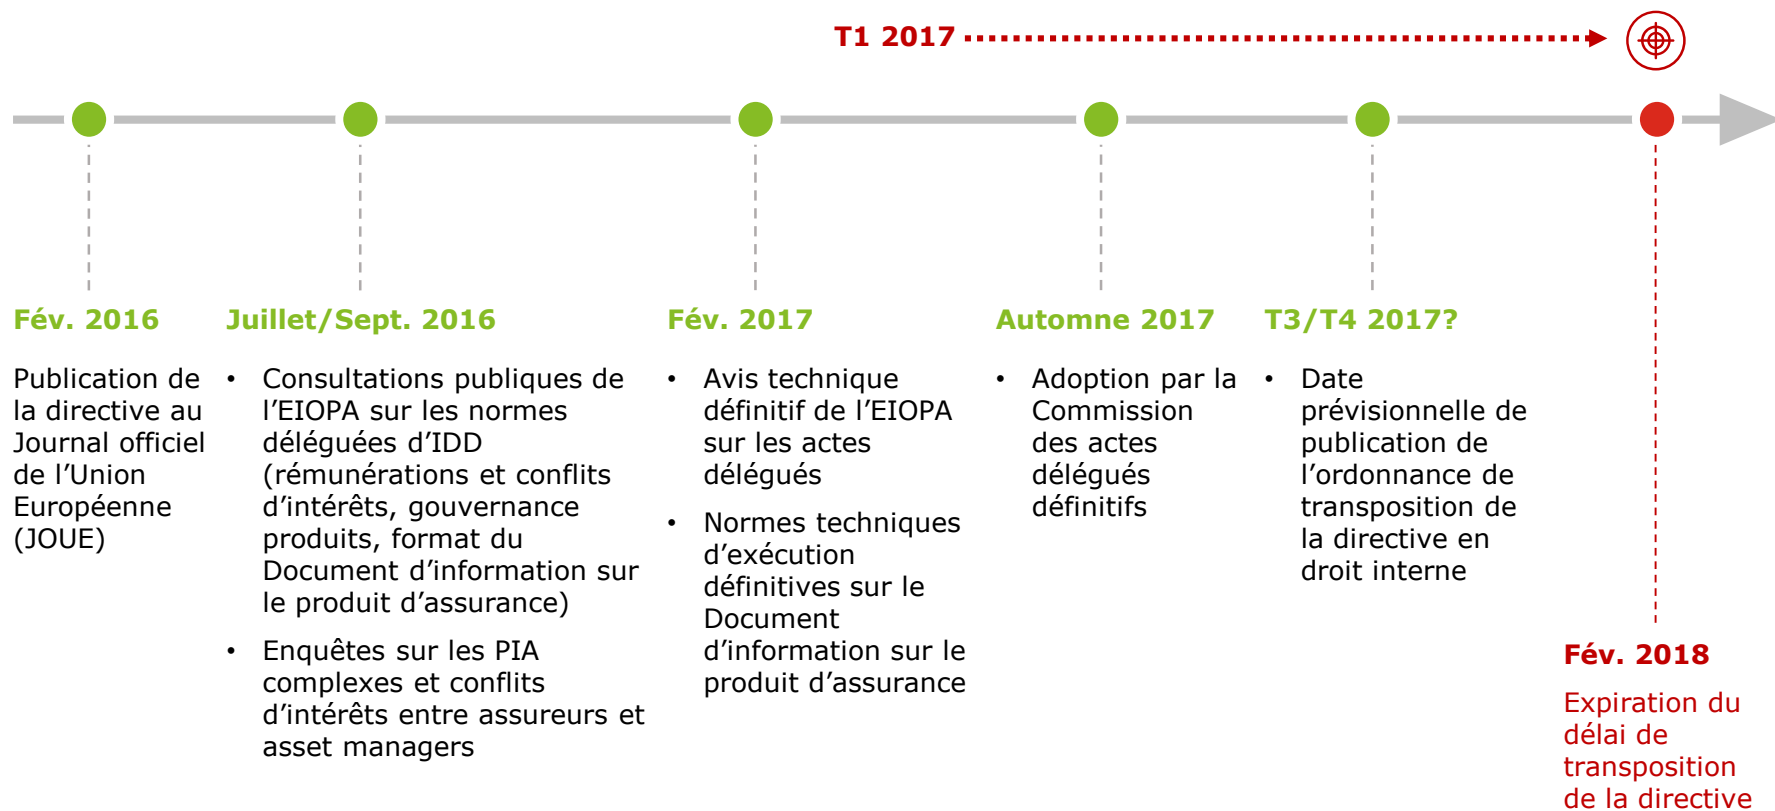 T1 2017
Fév. 2016
Publication de
la directive au
Journal officiel
de l’Union
Européenne
(JOUE)
Juillet/Sept. 2016
• Consultations publiques de
l’EIOPA sur les normes
déléguées d’IDD
(rémunérations et conflits
d’intérêts, gouvernance
produits, format du
Document d’information sur
le produit d’assurance)
• Enquêtes sur les PIA
complexes et conflits
d’intérêts entre assureurs et
asset managers
Fév. 2017
• Avis technique
définitif de l’EIOPA
sur les actes
délégués
• Normes techniques
d’exécution
définitives sur le
Document
d’information sur le
produit d’assurance
Automne 2017
• Adoption par la
Commission
des actes
délégués
définitifs
T3/T4 2017?
• Date
prévisionnelle de
publication de
l’ordonnance de
transposition de
la directive en
droit interne
Fév. 2018
Expiration du
délai de
transposition
de la directive